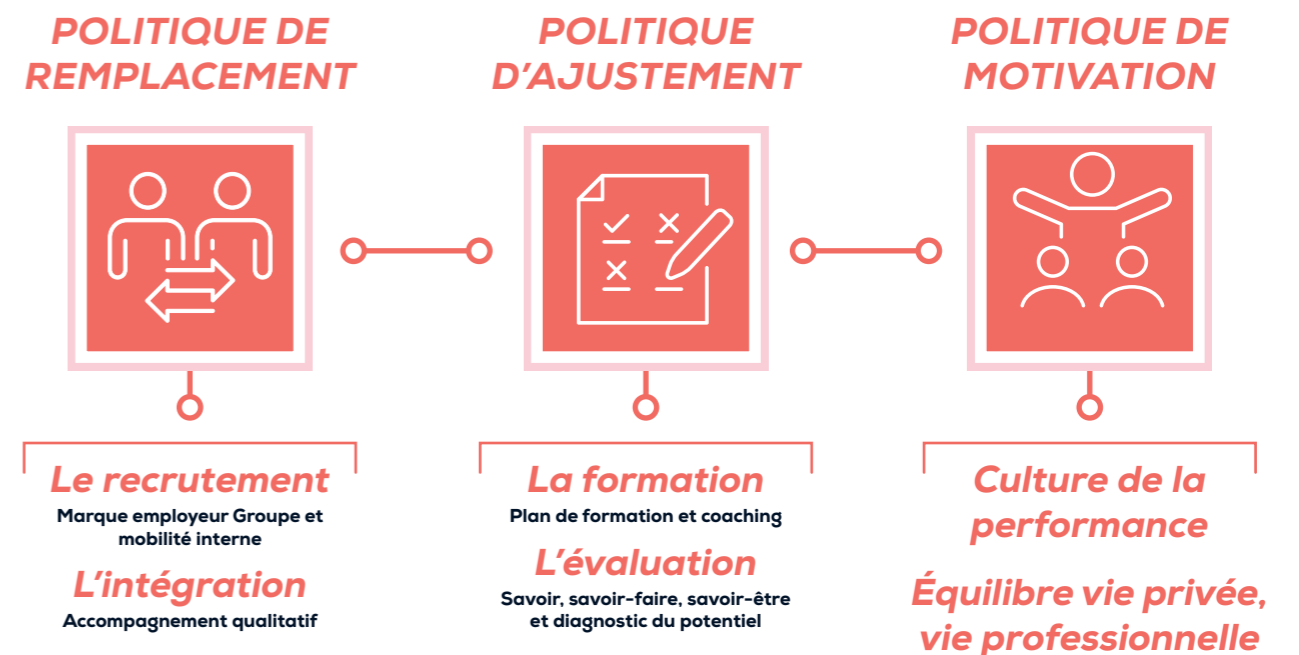 POLITIQUE DE
REMPLACEMENT
POLITIQUE
D'AJUSTEMENT
POLITIQUE DE
MOTIVATION
Le recrutement
Marque employeur Groupe et
mobilité interne
L'intégration
Accompagnement qualitatif
La formation
Plan de formation et coaching
L'évaluation
Savoir, savoir-faire, savoir-être
et diagnostic du potentiel
Culture de la
performance
Équilibre vie privée,
vie professionnelle